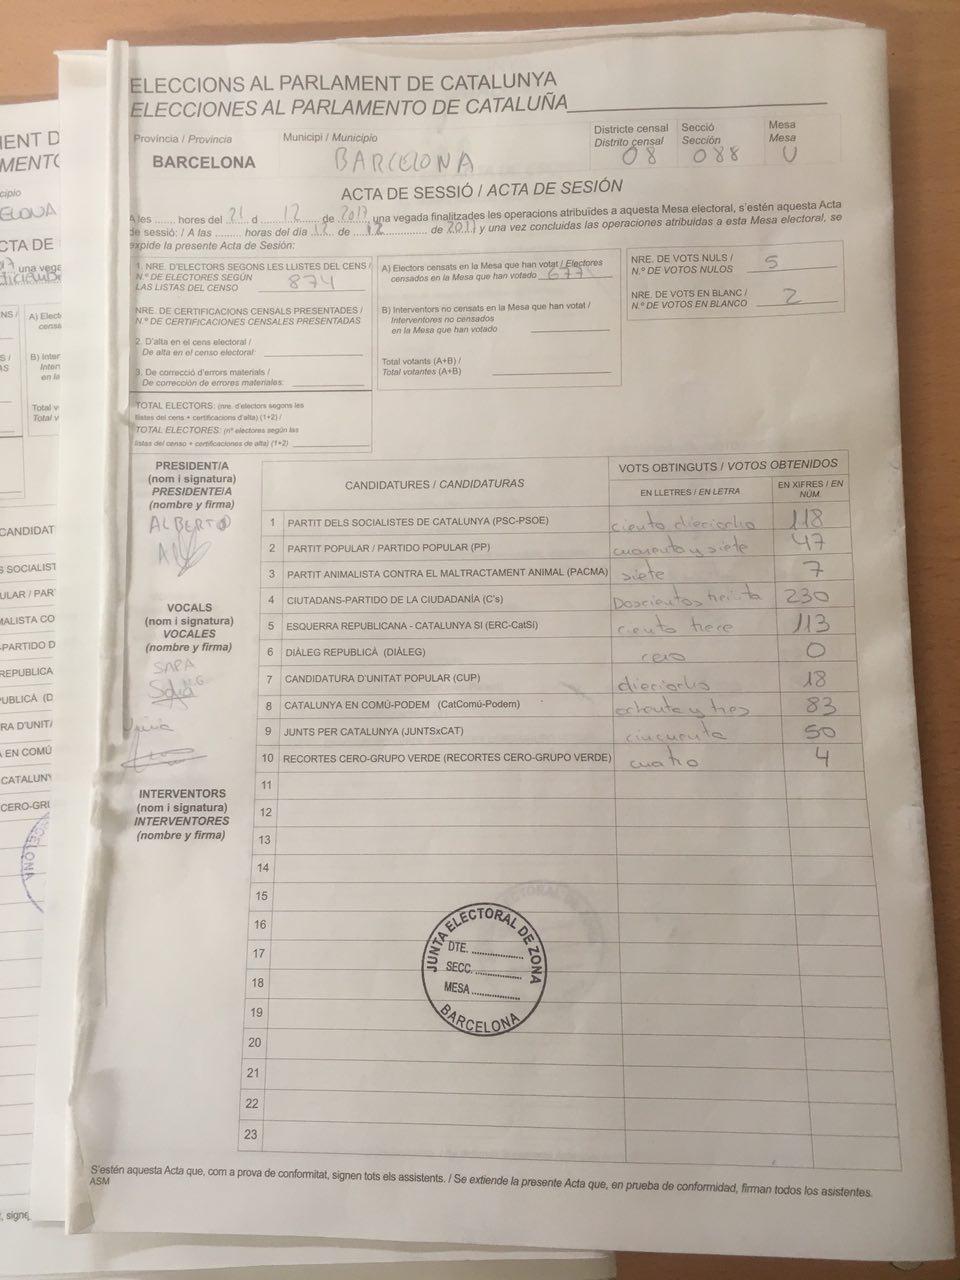 ELECCIONS AL PARLAMENT DE CATALUNYA
ELECCIONES AL PARLAMENTO DE CATALUÑA
Provincia / Provincia
BARCELONA
Municipi / Municipio
BARCELONA
Districte censal
Distrito censal
08
Secció
Sección
088
Mesa
Mesa
U
ACTA DE SESSIÓ / ACTA DE SESIÓN
A les ....... hores del 21 d 12 de 2017 una vegada finalitzades les operacions atribuïdes a aquesta Mesa electoral, s'estén aquesta Acta
de sessió: / A las ........ horas del día 12 de 12 de 2017 y una vez concluidas las operaciones atribuidas a esta Mesa electoral, se
expide la presente Acta de Sesión:
1. NRE. D'ELECTORS SEGONS LES LLISTES DEL CENS /
N.º DE ELECTORES SEGÚN
LAS LISTAS DEL CENSO 874
NRE. DE CERTIFICACIONS CENSALS PRESENTADES /
N.º DE CERTIFICACIONES CENSALES PRESENTADAS
2. D'alta en el cens electoral /
De alta en el censo electoral:
3. De correcció d'errors materials /
De corrección de errores materiales:
TOTAL ELECTORS: (nre. d'electors segons les
llistes del cens + certificacions d'alta) (1+2) /
TOTAL ELECTORES: (nº electores según las
listas del censo + certificaciones de alta) (1+2)
A) Electors censats en la Mesa que han votat / Electores
censados en la Mesa que han votado 677
B) Interventors no censats en la Mesa que han votat /
Interventores no censados
en la Mesa que han votado
Total votants (A+B) /
Total votantes (A+B)
NRE. DE VOTS NULS /
N.º DE VOTOS NULOS 5
NRE. DE VOTS EN BLANC /
N.º DE VOTOS EN BLANCO 2
PRESIDENT/A
(nom i signatura)
PRESIDENTE/A
(nombre y firma)
ALBERTO
VOCALS
(nom i signatura)
VOCALES
(nombre y firma)
SARA
INTERVENTORS
(nom i signatura)
INTERVENTORES
(nombre y firma)
CANDIDATURES / CANDIDATURAS
VOTS OBTINGUTS / VOTOS OBTENIDOS
EN LLETRES / EN LETRA
EN XIFRES / EN
NÚM.
1 PARTIT DELS SOCIALISTES DE CATALUNYA (PSC-PSOE) ciento dieciocho 118
2 PARTIT POPULAR / PARTIDO POPULAR (PP) cuarenta y siete 47
3 PARTIT ANIMALISTA CONTRA EL MALTRACTAMENT ANIMAL (PACMA) siete 7
4 CIUTADANS-PARTIDO DE LA CIUDADANÍA (C's) Doscientos treinta 230
5 ESQUERRA REPUBLICANA - CATALUNYA SI (ERC-CatSí) ciento trece 113
6 DIÀLEG REPUBLICÀ (DIÀLEG) cero 0
7 CANDIDATURA D'UNITAT POPULAR (CUP) dieciocho 18
8 CATALUNYA EN COMÚ-PODEM (CatComú-Podem) ochenta y tres 83
9 JUNTS PER CATALUNYA (JUNTSxCAT) cincuenta 50
10 RECORTES CERO-GRUPO VERDE (RECORTES CERO-GRUPO VERDE) cuatro 4
11
12
13
14
15
16
17
18
19
20
21
22
23
JUNTA ELECTORAL DE ZONA
DTE.
SECC.
MESA
BARCELONA
S'estén aquesta Acta que, com a prova de conformitat, signen tots els assistents. / Se extiende la presente Acta que, en prueba de conformidad, firman todos los asistentes.
ASM